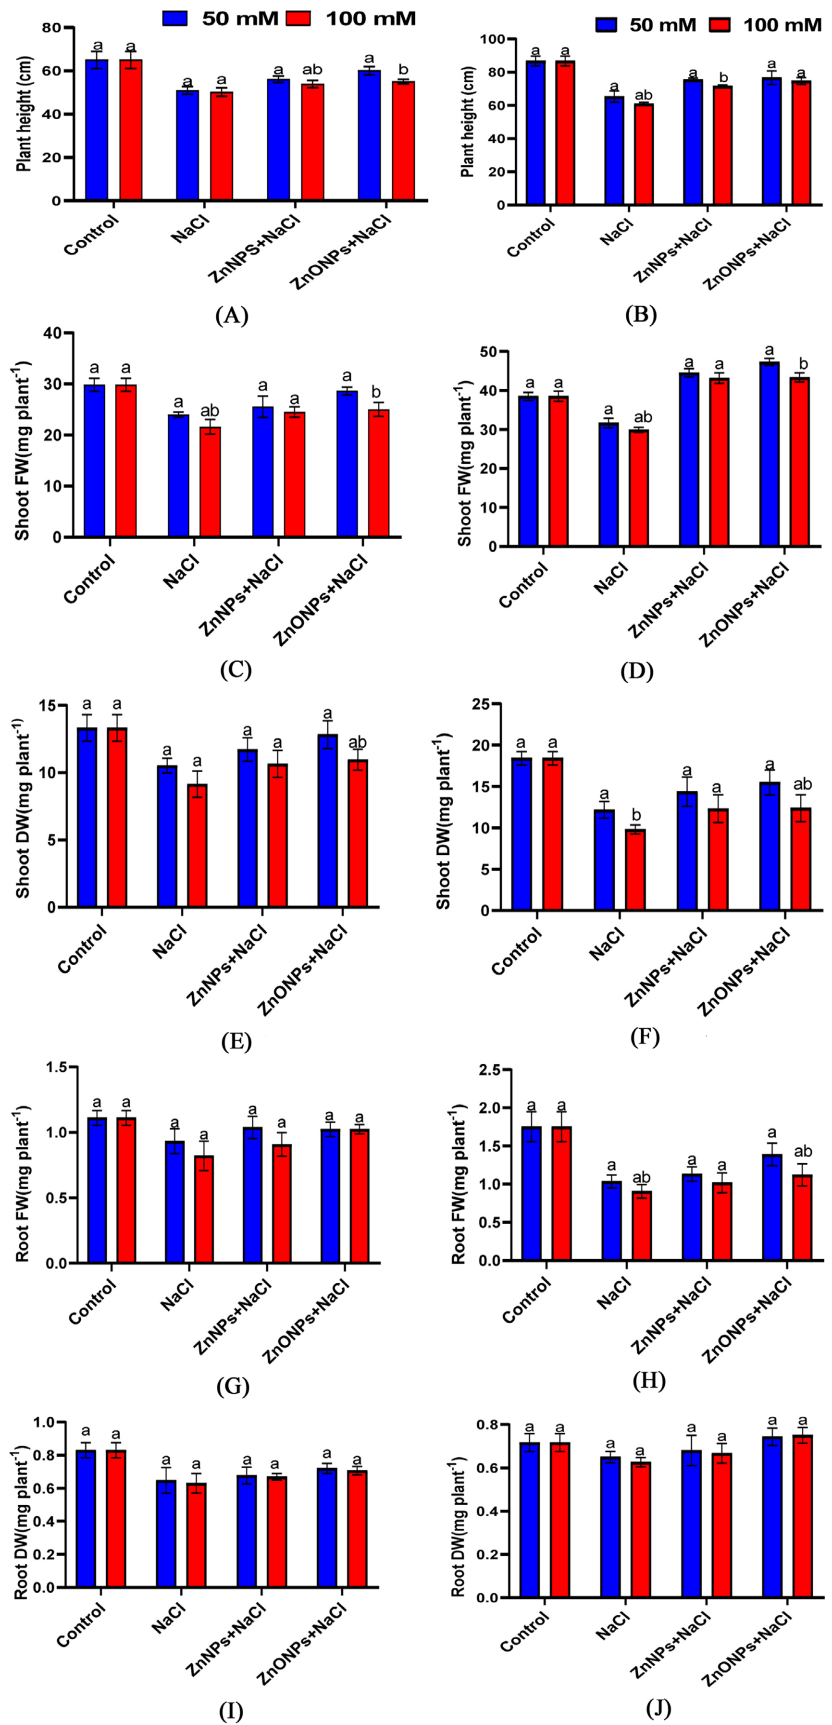 50 mM 100 mM
Plant height (cm)
80
60
40
20
0
a a a a a ab a b
Control NaCl ZnNPS+NaCl ZnONPs+NaCl
(A)
50 mM 100 mM
Plant height (cm)
100
80
60
40
20
0
a a a ab a b a a
Control NaCl ZnNPs+NaCl ZnONPs+NaCl
(B)
Shoot FW(mg plant⁻¹)
40
30
20
10
0
a a a ab a a a b
Control NaCl ZnNPs+NaCl ZnONPs+NaCl
(C)
Shoot FW(mg plant⁻¹)
50
40
30
20
10
0
a a a ab a a a b
Control NaCl ZnNPs+NaCl ZnONPs+NaCl
(D)
Shoot DW(mg plant⁻¹)
15
10
5
0
a a a a a a a ab
Control NaCl ZnNPs+NaCl ZnONPs+NaCl
(E)
Shoot DW(mg plant⁻¹)
25
20
15
10
5
0
a a a b a a a ab
Control NaCl ZnNPs+NaCl ZnONPs+NaCl
(F)
Root FW(mg plant⁻¹)
1.5
1.0
0.5
0.0
a a a a a a a a
Control NaCl ZnNPs+NaCl ZnONPs+NaCl
(G)
Root FW(mg plant⁻¹)
2.5
2.0
1.5
1.0
0.5
0.0
a a a ab a a a ab
Control NaCl ZnNPs+NaCl ZnONPs+NaCl
(H)
Root DW(mg plant⁻¹)
1.0
0.8
0.6
0.4
0.2
0.0
a a a a a a a a
Control NaCl ZnNPs+NaCl ZnONPs+NaCl
(I)
Root DW(mg plant⁻¹)
0.8
0.6
0.4
0.2
0.0
a a a a a a a a
Control NaCl ZnNPs+NaCl ZnONPs+NaCl
(J)